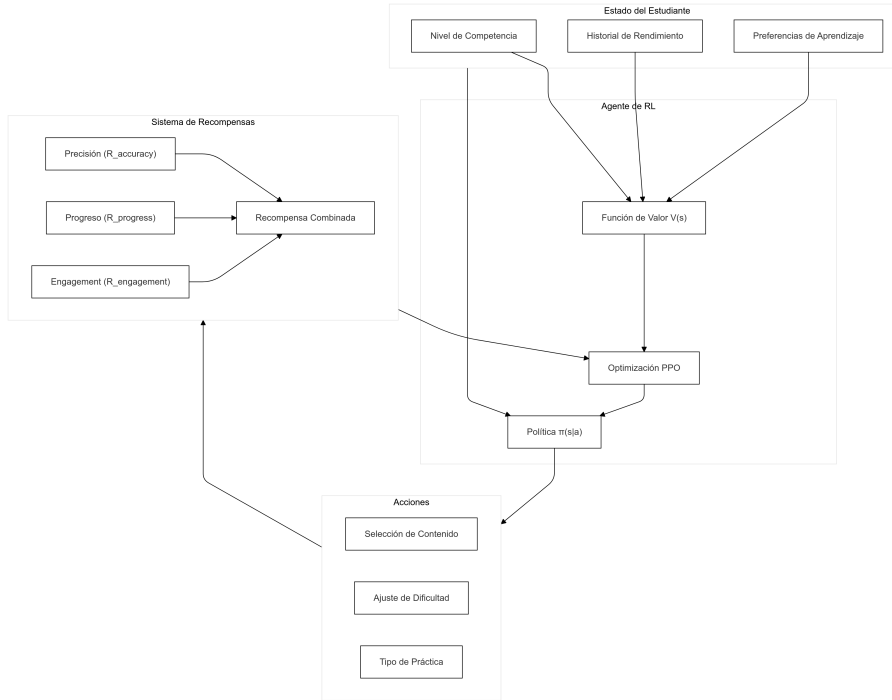 Estado del Estudiante
Nivel de Competencia
Historial de Rendimiento
Preferencias de Aprendizaje
Agente de RL
Sistema de Recompensas
Precisión (R_accuracy)
Progreso (R_progress)
Recompensa Combinada
Engagement (R_engagement)
Función de Valor V(s)
Optimización PPO
Política π(s|a)
Acciones
Selección de Contenido
Ajuste de Dificultad
Tipo de Práctica